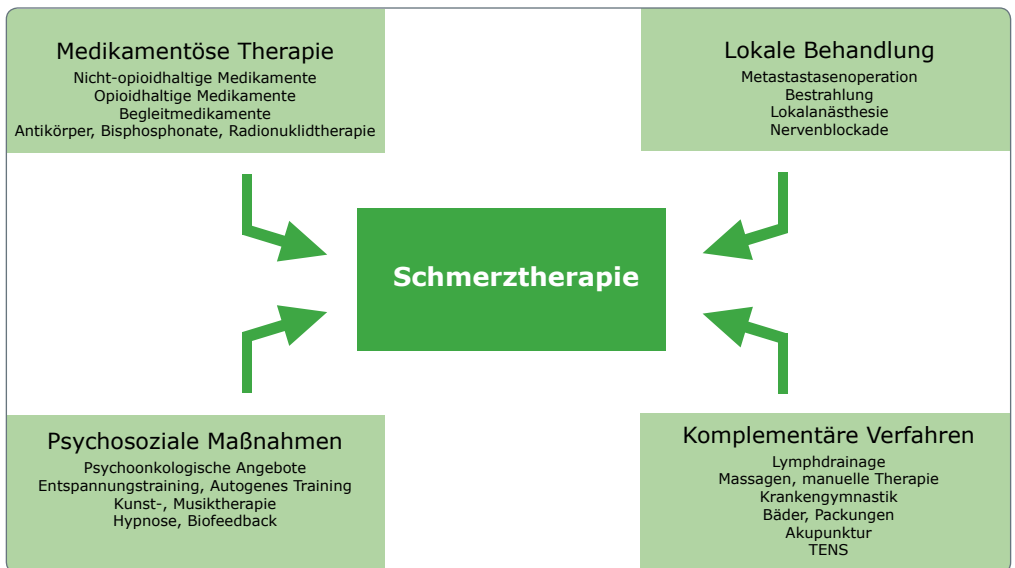 Medikamentöse Therapie
Nicht-opioidhaltige Medikamente
Opioidhaltige Medikamente
Begleitmedikamente
Antikörper, Bisphosphonate, Radionuklidtherapie
Lokale Behandlung
Metastastasenoperation
Bestrahlung
Lokalanästhesie
Nervenblockade
Schmerztherapie
Psychosoziale Maßnahmen
Psychoonkologische Angebote
Entspannungstraining, Autogenes Training
Kunst-, Musiktherapie
Hypnose, Biofeedback
Komplementäre Verfahren
Lymphdrainage
Massagen, manuelle Therapie
Krankengymnastik
Bäder, Packungen
Akupunktur
TENS